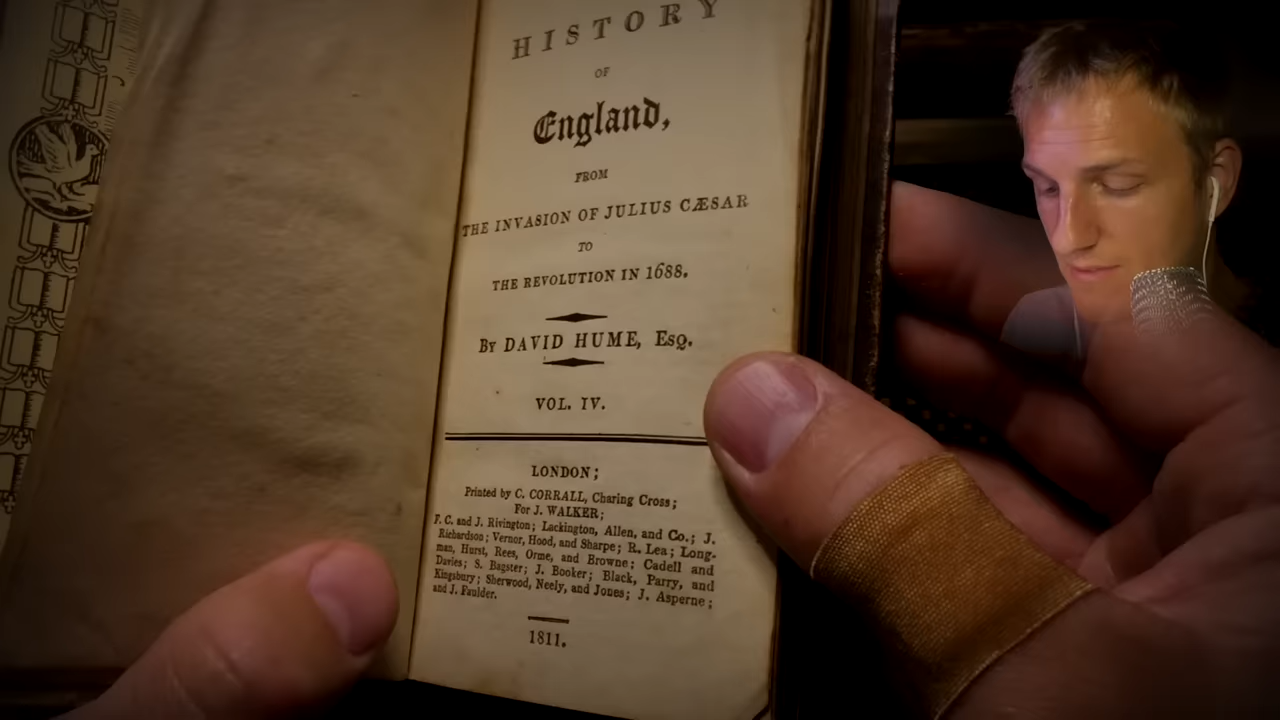 HISTORY
OF
England,
FROM
THE INVASION OF JULIUS CÆSAR
TO
THE REVOLUTION IN 1688.
By DAVID HUME, Esq.
VOL. IV.
LONDON;
Printed by C. CORRALL, Charing Cross;
For J. WALKER;
F. C. and J. Rivington; Lackington, Allen, and Co.; J.
Richardson; Vernor, Hood, and Sharpe; R. Lea; Long-
man, Hurst, Rees, Orme, and Browne; Cadell and
Davies; S. Bagster; J. Booker; Black, Parry, and
Kingsbury; Sherwood, Neely, and Jones; J. Asperne;
and J. Faulder.
1811.